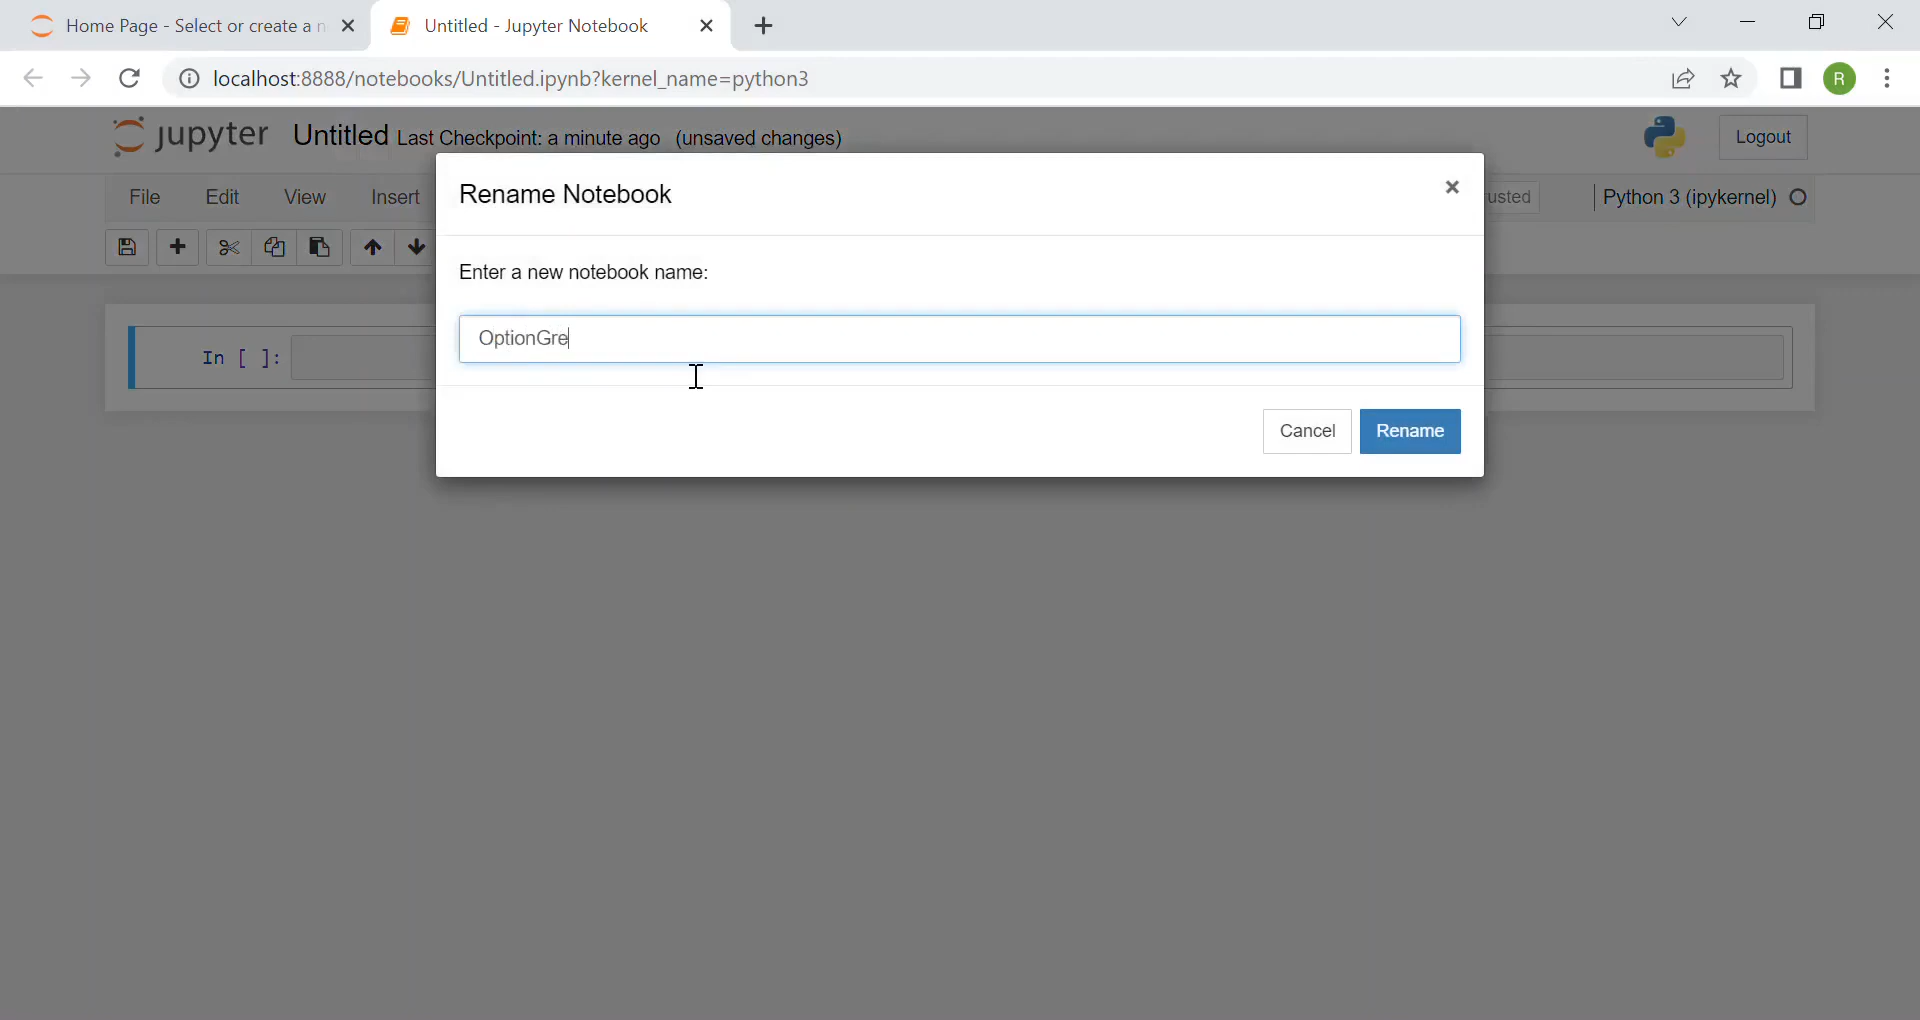 Home Page - Select or create a n
Untitled - Jupyter Notebook
localhost:8888/notebooks/Untitled.ipynb?kernel_name=python3
R
jupyter Untitled Last Checkpoint: a minute ago (unsaved changes)
Logout
File Edit View Insert
usted
Python 3 (ipykernel)
Rename Notebook
Enter a new notebook name:
OptionGre
In [ ]:
Cancel Rename